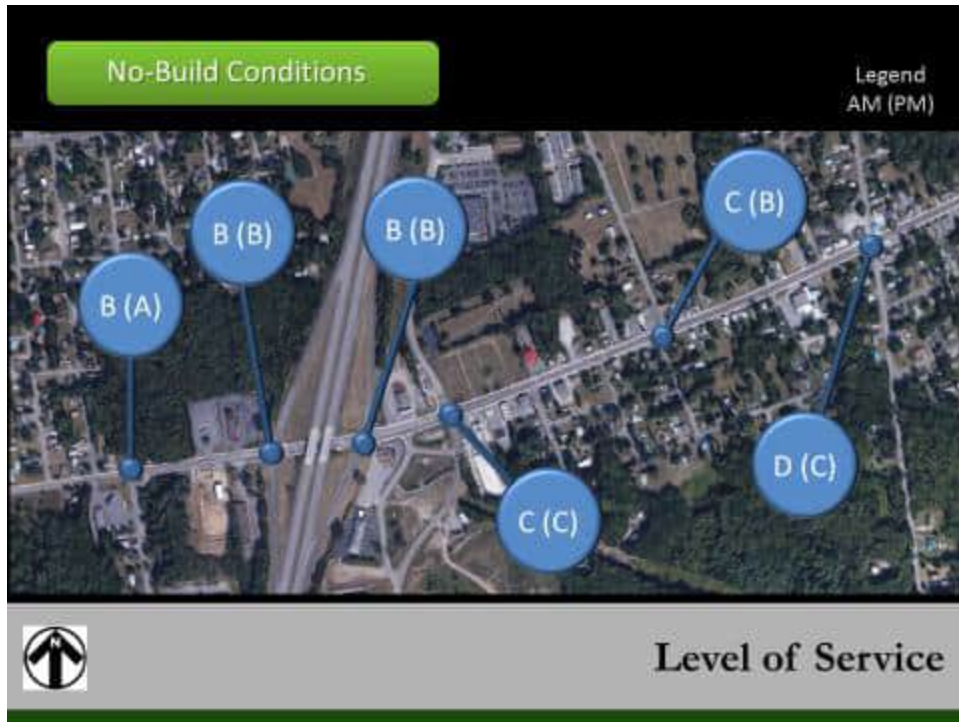 No-Build Conditions
Legend
AM (PM)
B (A)
B (B)
B (B)
C (C)
C (B)
D (C)
N
Level of Service